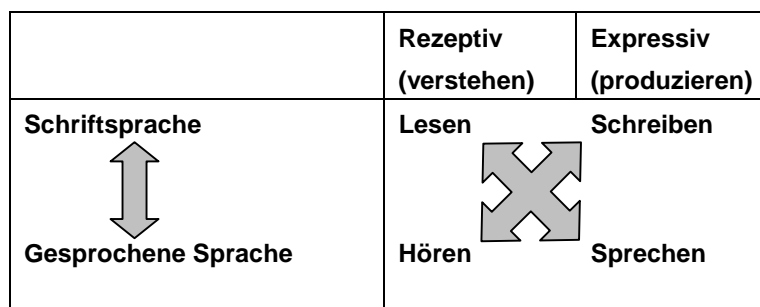 Rezeptiv
(verstehen)
Expressiv
(produzieren)
Schriftsprache
Lesen
Schreiben
Gesprochene Sprache
Hören
Sprechen